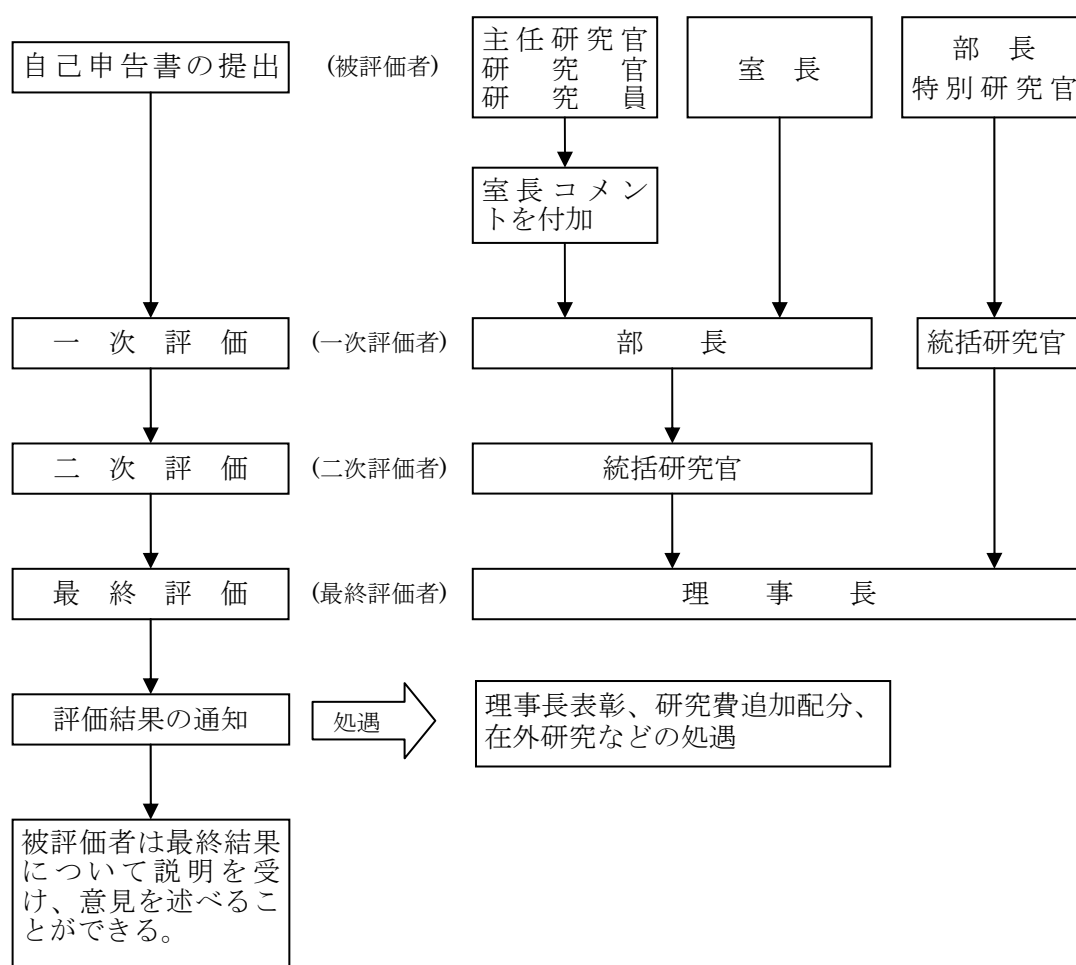 自己申告書の提出
(被評価者)
主任研究官
研究官
研究員
室長
部長
特別研究官
室長コメン
トを付加
一次評価
(一次評価者)
部長
統括研究官
二次評価
(二次評価者)
統括研究官
最終評価
(最終評価者)
理事長
評価結果の通知
処遇
理事長表彰、研究費追加配分、
在外研究などの処遇
被評価者は最終結果
について説明を受
け、意見を述べるこ
とができる。